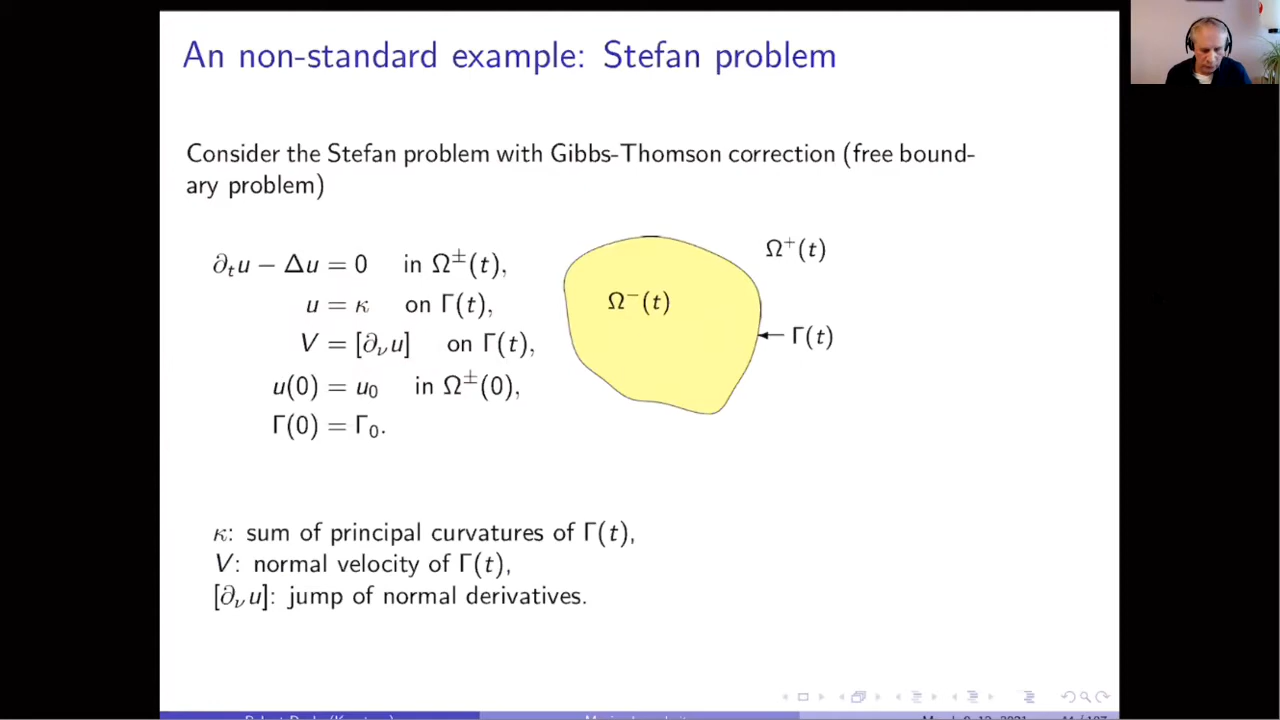 An non-standard example: Stefan problem
Consider the Stefan problem with Gibbs-Thomson correction (free bound-
ary problem)
∂ₜu − Δu = 0 in Ω±(t),
u = κ on Γ(t),
V = [∂ᵥu] on Γ(t),
u(0) = u₀ in Ω±(0),
Γ(0) = Γ₀.
Ω⁺(t)
Ω⁻(t)
Γ(t)
κ: sum of principal curvatures of Γ(t),
V: normal velocity of Γ(t),
[∂ᵥu]: jump of normal derivatives.